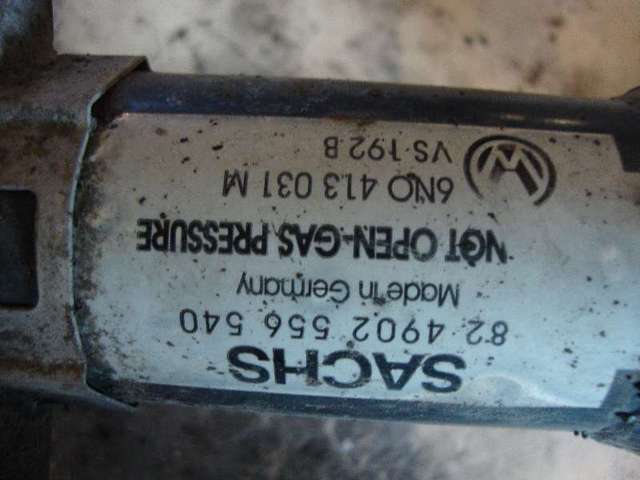 SACHS
82 4902 556 540
Made in Germany
NOT OPEN-GAS PRESSURE
6N0 413 031 M
VS 192 B